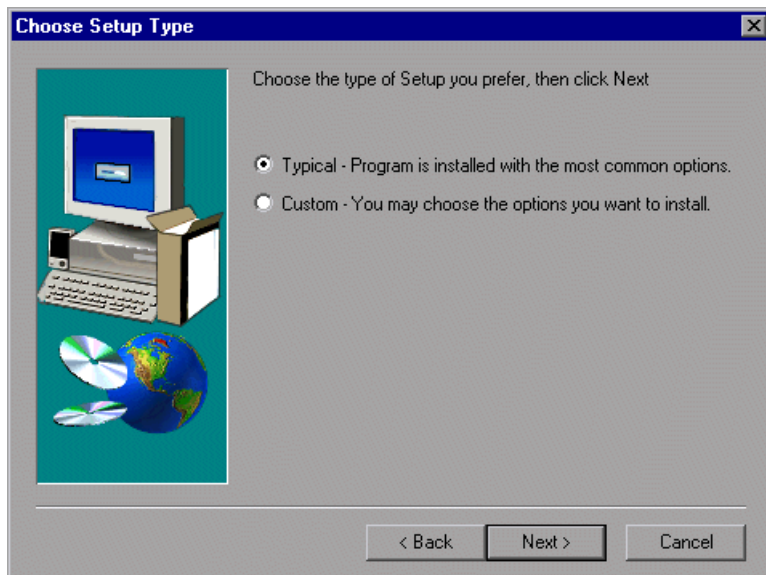 Choose Setup Type
Choose the type of Setup you prefer, then click Next
Typical - Program is installed with the most common options.
Custom - You may choose the options you want to install.
< Back
Next >
Cancel